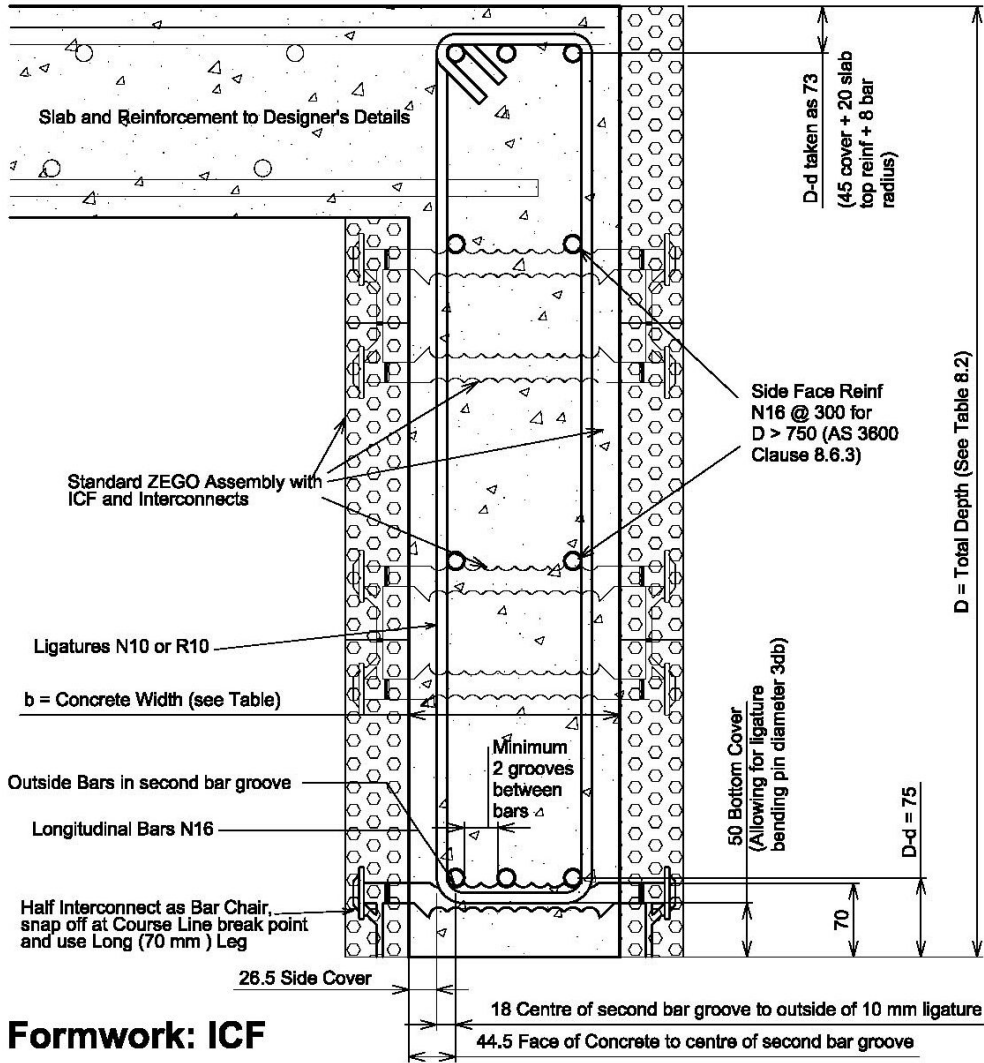 Slab and Reinforcement to Designer's Details
D-d taken as 73
(45 cover + 20 slab
top reinf + 8 bar
radius)
D = Total Depth (See Table 8.2)
Side Face Reinf
N16 @ 300 for
D > 750 (AS 3600
Clause 8.6.3)
Standard ZEGO Assembly with
ICF and Interconnects
Ligatures N10 or R10
b = Concrete Width (see Table)
Minimum
2 grooves
between
bars
Outside Bars in second bar groove
Longitudinal Bars N16
50 Bottom Cover
(Allowing for ligature
bending pin diameter 3db)
D-d = 75
70
Half Interconnect as Bar Chair,
snap off at Course Line break point
and use Long (70 mm ) Leg
26.5 Side Cover
18 Centre of second bar groove to outside of 10 mm ligature
44.5 Face of Concrete to centre of second bar groove
Formwork: ICF